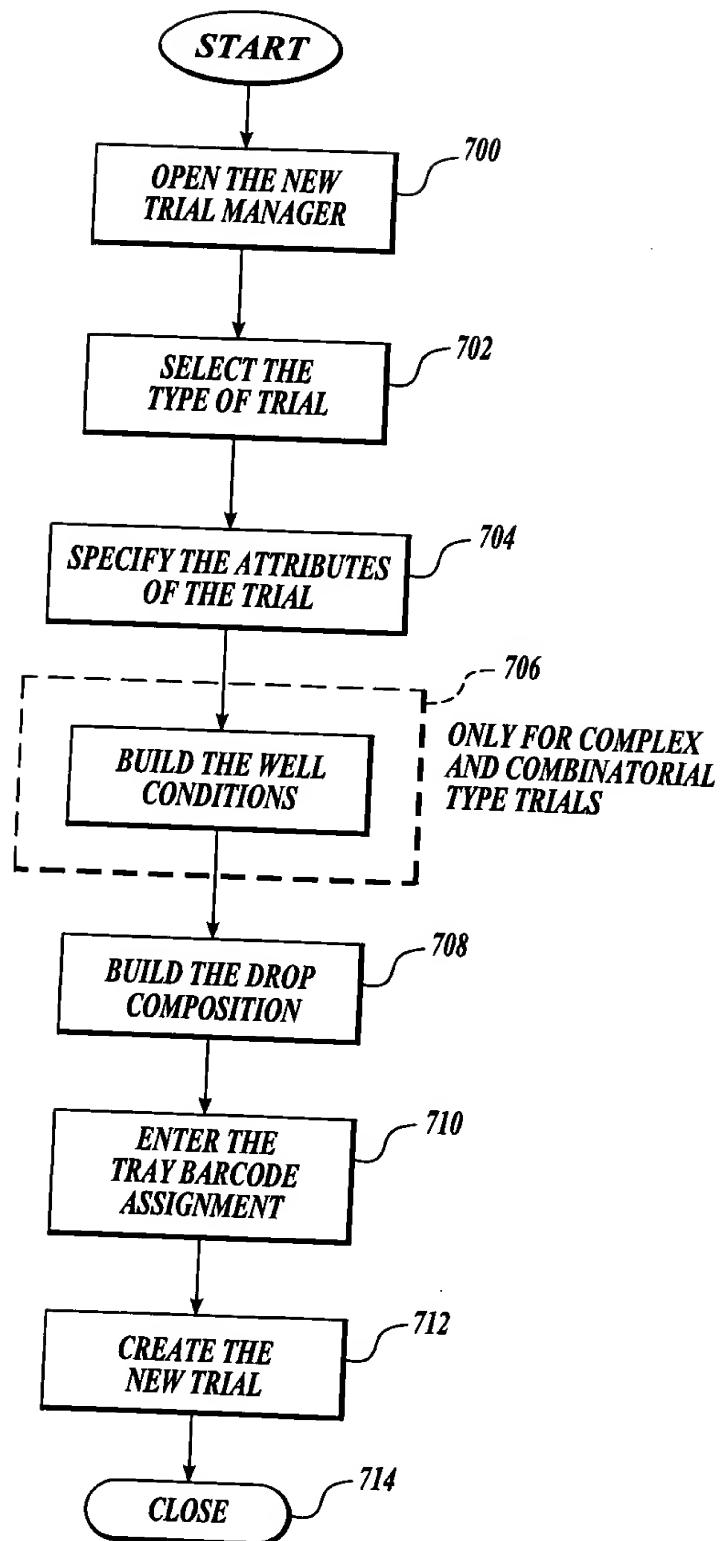 START
700
OPEN THE NEW
TRIAL MANAGER
702
SELECT THE
TYPE OF TRIAL
704
SPECIFY THE ATTRIBUTES
OF THE TRIAL
706
ONLY FOR COMPLEX
AND COMBINATORIAL
TYPE TRIALS
BUILD THE WELL
CONDITIONS
708
BUILD THE DROP
COMPOSITION
710
ENTER THE
TRAY BARCODE
ASSIGNMENT
712
CREATE THE
NEW TRIAL
714
CLOSE